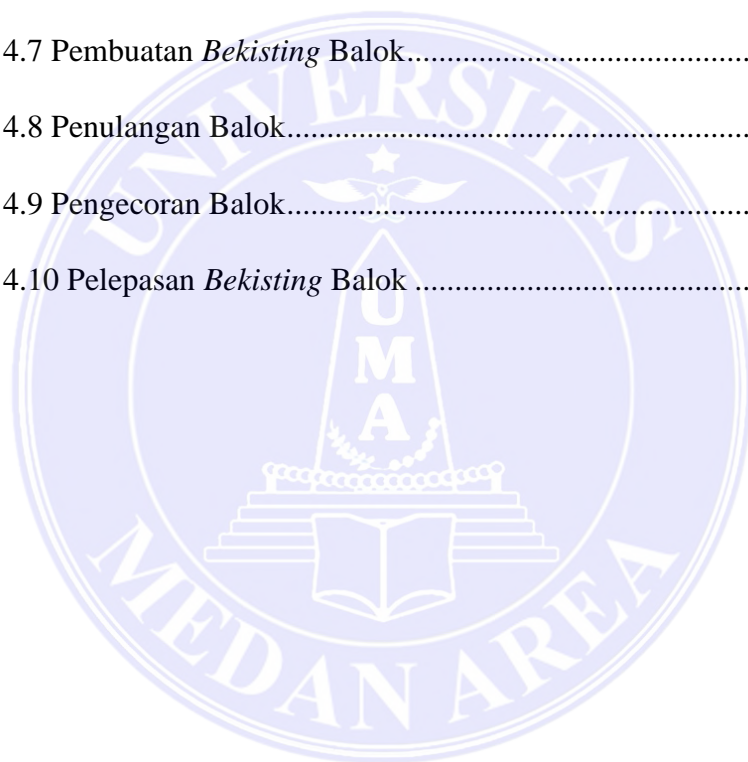 4.7 Pembuatan Bekisting Balok..........................................
4.8 Penulangan Balok.........................................................
4.9 Pengecoran Balok.........................................................
4.10 Pelepasan Bekisting Balok .........................................
UNIVERSITAS
UMA
MEDAN AREA